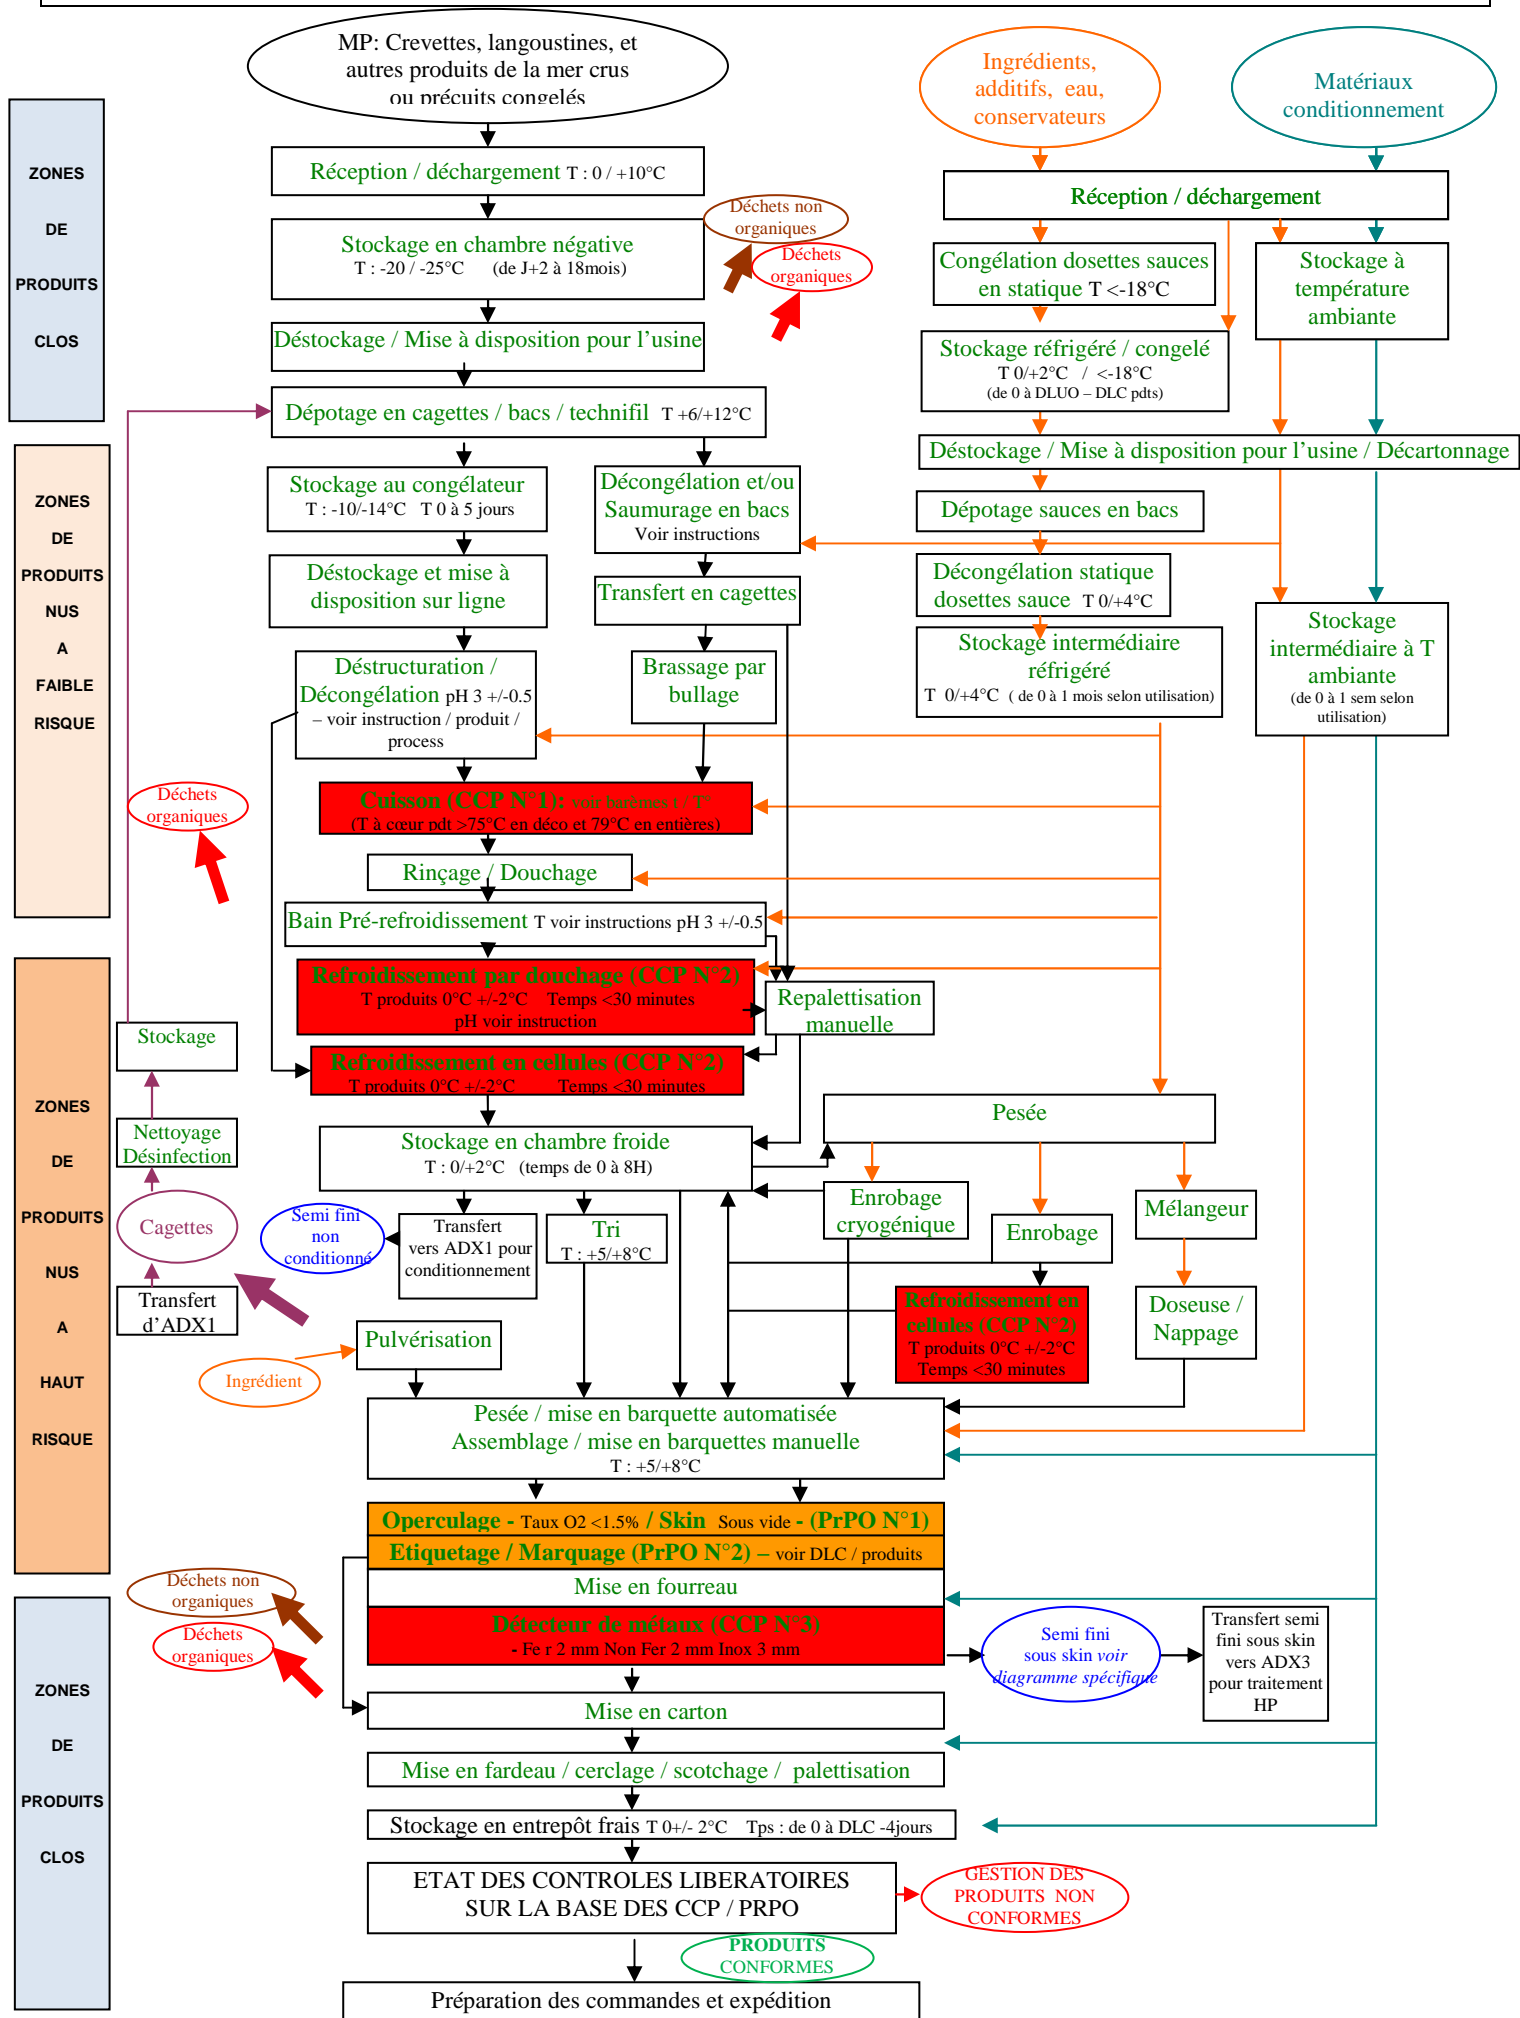 MP: Crevettes, langoustines, et
autres produits de la mer crus
ou précuits congelés
Ingrédients,
additifs, eau,
conservateurs
Matériaux
conditionnement
ZONES
DE
PRODUITS
CLOS
Réception / déchargement T : 0 / +10°C
Réception / déchargement
Déchets non
organiques
Déchets
organiques
Stockage en chambre négative
T : -20 / -25°C (de J+2 à 18mois)
Congélation dosettes sauces
en statique T <-18°C
Stockage à
température
ambiante
Déstockage / Mise à disposition pour l’usine
Stockage réfrigéré / congelé
T 0/+2°C / <-18°C
(de 0 à DLUO – DLC pdts)
Dépotage en cagettes / bacs / technifil T +6/+12°C
Déstockage / Mise à disposition pour l’usine / Décartonnage
ZONES
DE
PRODUITS
NUS
A
FAIBLE
RISQUE
Stockage au congélateur
T : -10/-14°C T 0 à 5 jours
Décongélation et/ou
Saumurage en bacs
Voir instructions
Dépotage sauces en bacs
Déstockage et mise à
disposition sur ligne
Transfert en cagettes
Décongélation statique
dosettes sauce T 0/+4°C
Stockage
intermédiaire à T
ambiante
(de 0 à 1 sem selon
utilisation)
Déstructuration /
Décongélation pH 3 +/-0.5
– voir instruction / produit /
process
Brassage par
bullage
Stockage intermédiaire
réfrigéré
T 0/+4°C ( de 0 à 1 mois selon utilisation)
Déchets
organiques
Cuisson (CCP N°1): voir barèmes t / T°
(T à cœur pdt >75°C en déco et 79°C en entières)
Rinçage / Douchage
Bain Pré-refroidissement T voir instructions pH 3 +/-0.5
ZONES
DE
PRODUITS
NUS
A
HAUT
RISQUE
Refroidissement par douchage (CCP N°2)
T produits 0°C +/-2°C Temps <30 minutes
pH voir instruction
Repalettisation
manuelle
Stockage
Refroidissement en cellules (CCP N°2)
T produits 0°C +/-2°C Temps <30 minutes
Pesée
Nettoyage
Désinfection
Stockage en chambre froide
T : 0/+2°C (temps de 0 à 8H)
Cagettes
Semi fini
non
conditionné
Transfert
vers ADX1 pour
conditionnement
Tri
T : +5/+8°C
Enrobage
cryogénique
Enrobage
Mélangeur
Transfert
d’ADX1
Refroidissement en
cellules (CCP N°2)
T produits 0°C +/-2°C
Temps <30 minutes
Doseuse /
Nappage
Pulvérisation
Ingrédient
Pesée / mise en barquette automatisée
Assemblage / mise en barquettes manuelle
T : +5/+8°C
Operculage - Taux O2 <1.5% / Skin Sous vide - (PrPO N°1)
Etiquetage / Marquage (PrPO N°2) – voir DLC / produits
Mise en fourreau
Détecteur de métaux (CCP N°3)
- Fe r 2 mm Non Fer 2 mm Inox 3 mm
Déchets non
organiques
Déchets
organiques
ZONES
DE
PRODUITS
CLOS
Semi fini
sous skin voir
diagramme spécifique
Transfert semi
fini sous skin
vers ADX3
pour traitement
HP
Mise en carton
Mise en fardeau / cerclage / scotchage / palettisation
Stockage en entrepôt frais T 0+/- 2°C Tps : de 0 à DLC -4jours
ETAT DES CONTROLES LIBERATOIRES
SUR LA BASE DES CCP / PRPO
GESTION DES
PRODUITS NON
CONFORMES
PRODUITS
CONFORMES
Préparation des commandes et expédition